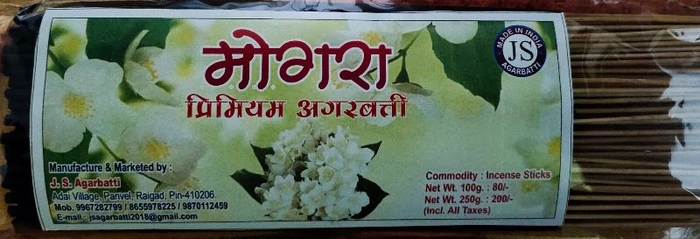 मोगरा
प्रिमियम अगरबत्ती
MADE IN INDIA
JS
AGARBATTI
Manufacture & Marketed by :
J. S. Agarbatti
Adai Village, Panvel, Raigad, Pin-410206.
Mob. 9967282799 / 8655978225 / 9870112459
E-mail : jsagarbatti2018@gmail.com
Commodity : Incense Sticks
Net Wt. 100g. : 80/-
Net Wt. 250g. : 200/-
(Incl. All Taxes)